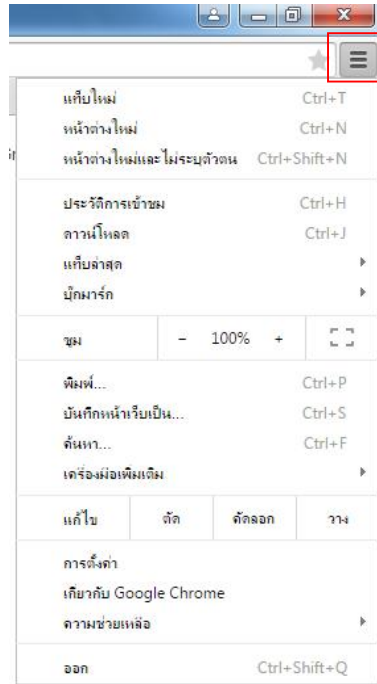 แท็บใหม่ Ctrl+T
หน้าต่างใหม่ Ctrl+N
หน้าต่างใหม่และไม่ระบุตัวตน Ctrl+Shift+N
ประวัติการเข้าชม Ctrl+H
ดาวน์โหลด Ctrl+J
แท็บล่าสุด
บุ๊กมาร์ก
ซูม - 100% +
พิมพ์... Ctrl+P
บันทึกหน้าเว็บเป็น... Ctrl+S
ค้นหา... Ctrl+F
เครื่องมือเพิ่มเติม
แก้ไข ตัด คัดลอก วาง
การตั้งค่า
เกี่ยวกับ Google Chrome
ความช่วยเหลือ
ออก Ctrl+Shift+Q